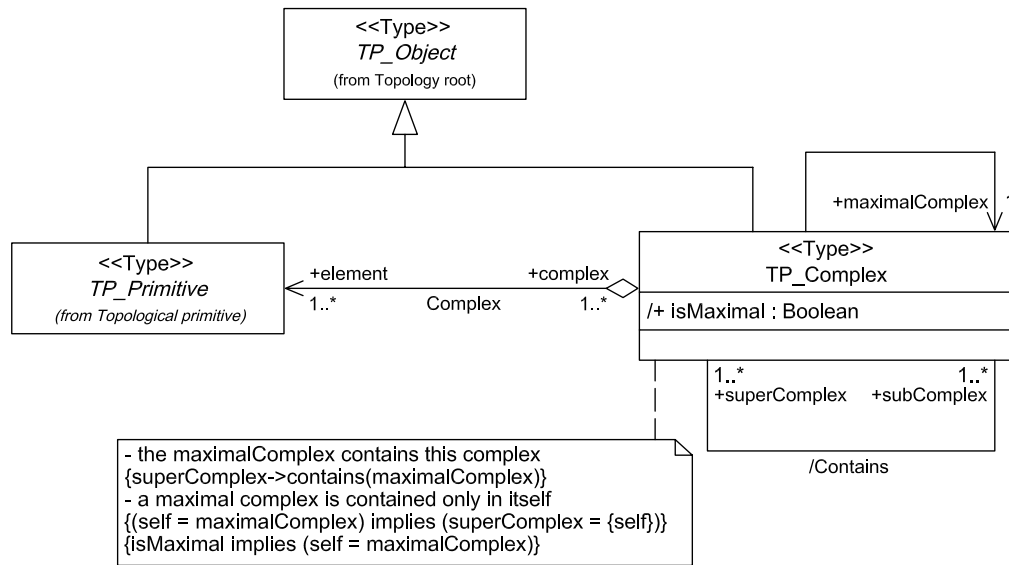 <<Type>>
TP_Object
(from Topology root)
+maximalComplex
1
<<Type>>
TP_Primitive
(from Topological primitive)
+element
1..*
Complex
+complex
1..*
<<Type>>
TP_Complex
/+ isMaximal : Boolean
1..*
+superComplex
1..*
+subComplex
/Contains
- the maximalComplex contains this complex
{superComplex->contains(maximalComplex)}
- a maximal complex is contained only in itself
{(self = maximalComplex) implies (superComplex = {self})}
{isMaximal implies (self = maximalComplex)}